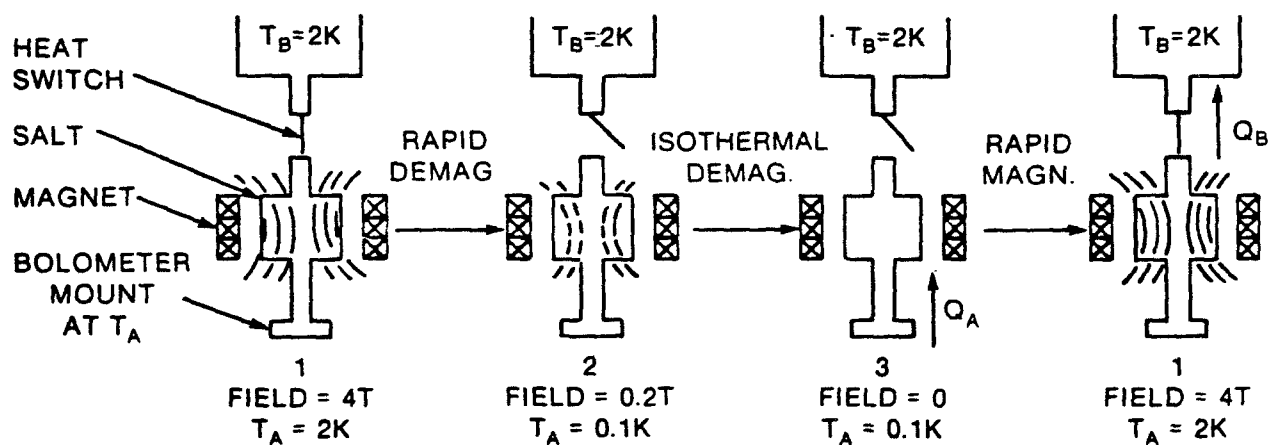 T_B=2K
T_B=2K
T_B=2K
T_B=2K
HEAT
SWITCH
SALT
MAGNET
BOLOMETER
MOUNT
AT T_A
RAPID
DEMAG
ISOTHERMAL
DEMAG.
RAPID
MAGN.
Q_B
Q_A
1
FIELD = 4T
T_A = 2K
2
FIELD = 0.2T
T_A = 0.1K
3
FIELD = 0
T_A = 0.1K
1
FIELD = 4T
T_A = 2K